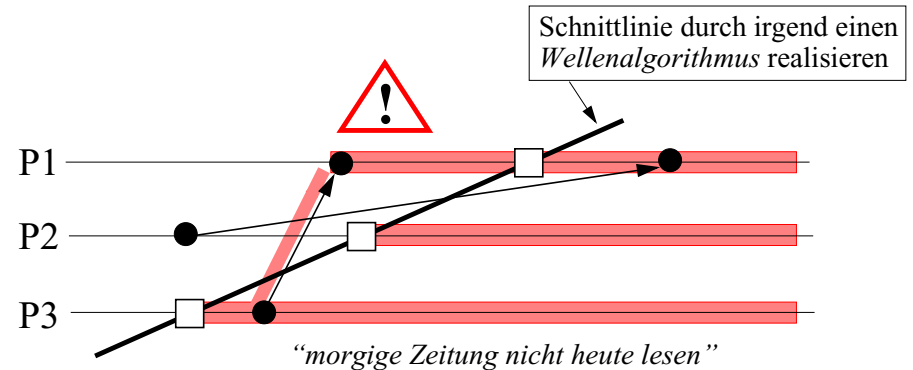 Schnittlinie durch irgend einen
Wellenalgorithmus realisieren
!
P1
P2
P3
“morgige Zeitung nicht heute lesen”